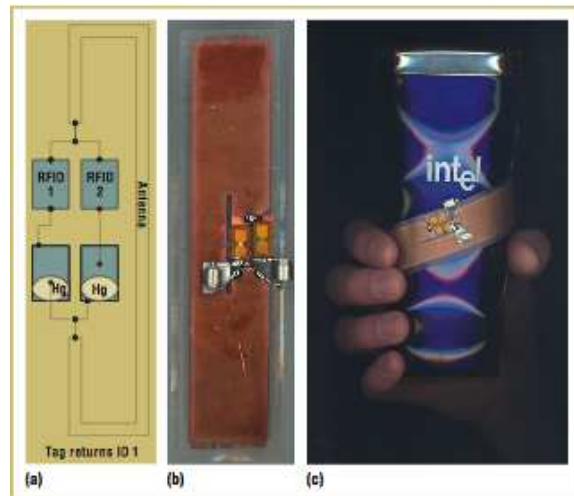 RFID
1
RFID
2
Antenna
Hg
Hg
Tag returns ID 1
(a)
(b)
intel
(c)